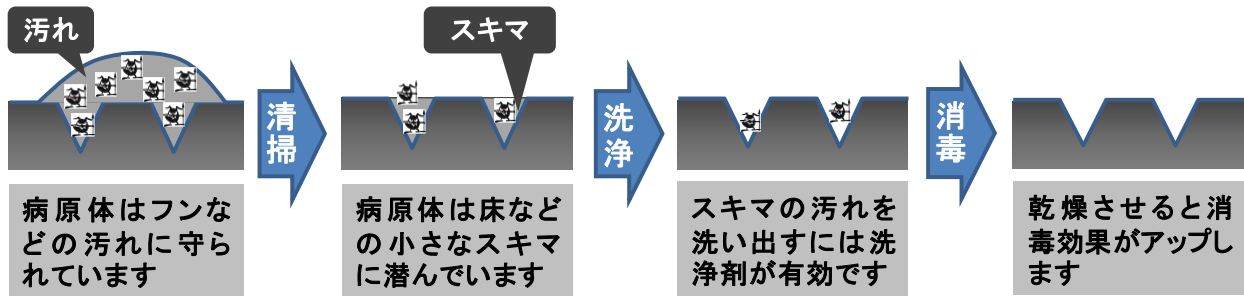 汚れ
スキマ
清掃
洗浄
消毒
病原体はフンな
どの汚れに守ら
れています
病原体は床など
の小さなスキマ
に潜んでいます
スキマの汚れを
洗い出すには洗
浄剤が有効です
乾燥させると消
毒効果がアップし
ます